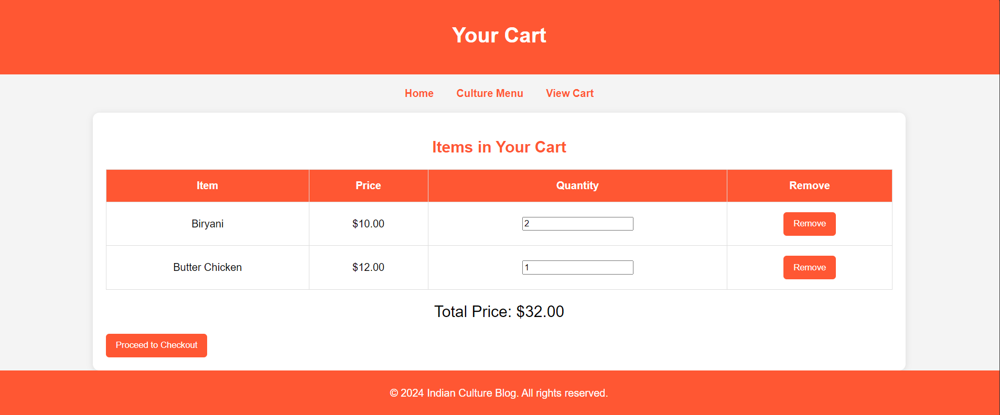 Your Cart
Home Culture Menu View Cart
Items in Your Cart
Item Price Quantity Remove
Biryani $10.00 2 Remove
Butter Chicken $12.00 1 Remove
Total Price: $32.00
Proceed to Checkout
© 2024 Indian Culture Blog. All rights reserved.